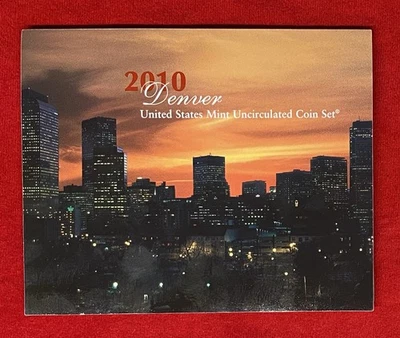 2010
Denver
United States Mint Uncirculated Coin Set®